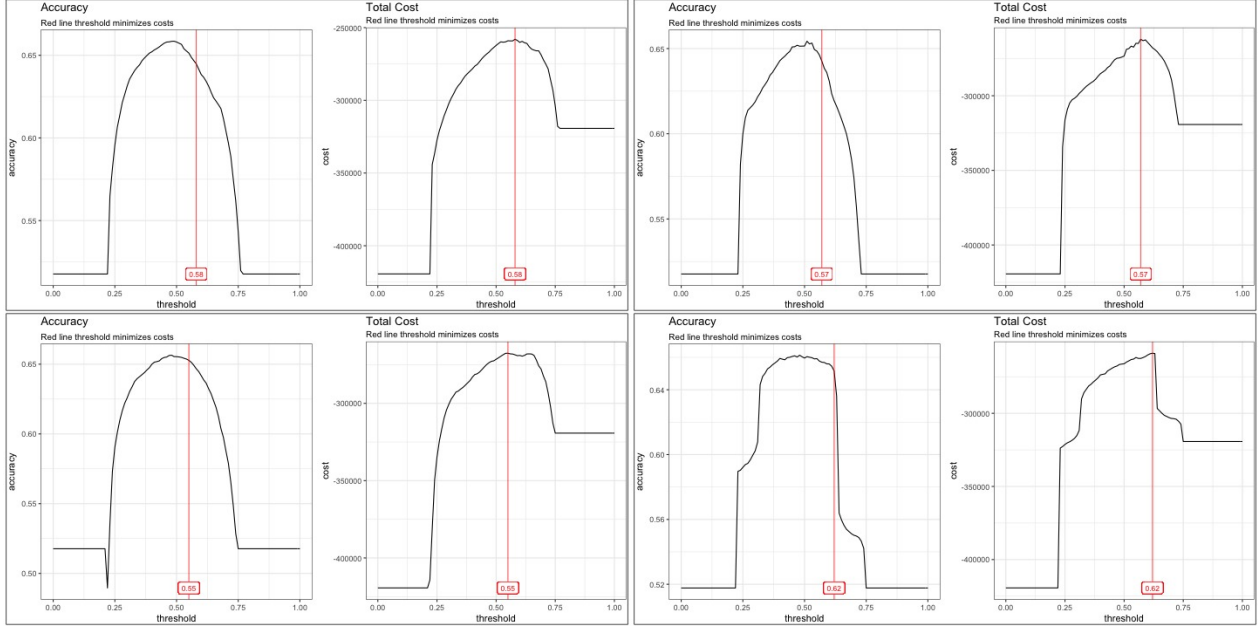 Accuracy
Red line threshold minimizes costs
accuracy
0.65
0.60
0.55
0.58
0.00 0.25 0.50 0.75 1.00
threshold
Total Cost
Red line threshold minimizes costs
cost
-250000
-300000
-350000
-400000
0.58
0.00 0.25 0.50 0.75 1.00
threshold
Accuracy
Red line threshold minimizes costs
accuracy
0.65
0.60
0.55
0.57
0.00 0.25 0.50 0.75 1.00
threshold
Total Cost
Red line threshold minimizes costs
cost
-300000
-350000
-400000
0.57
0.00 0.25 0.50 0.75 1.00
threshold
Accuracy
Red line threshold minimizes costs
accuracy
0.65
0.60
0.55
0.50
0.55
0.00 0.25 0.50 0.75 1.00
threshold
Total Cost
Red line threshold minimizes costs
cost
-300000
-350000
-400000
0.55
0.00 0.25 0.50 0.75 1.00
threshold
Accuracy
Red line threshold minimizes costs
accuracy
0.64
0.60
0.56
0.52
0.62
0.00 0.25 0.50 0.75 1.00
threshold
Total Cost
Red line threshold minimizes costs
cost
-300000
-350000
-400000
0.62
0.00 0.25 0.50 0.75 1.00
threshold